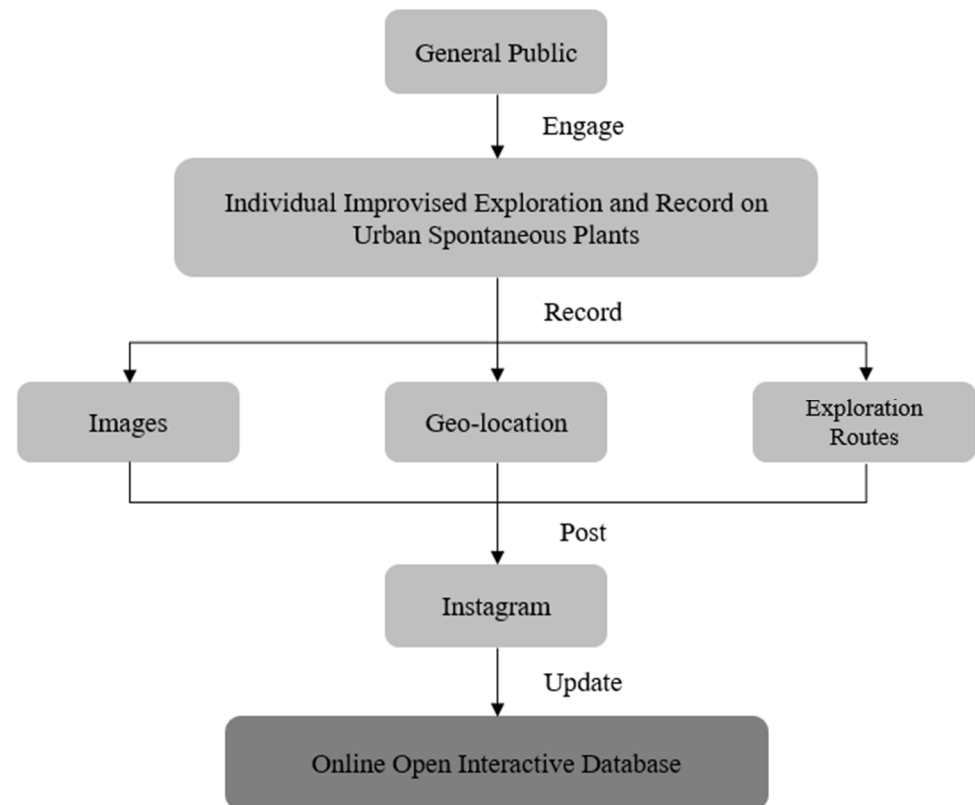 General Public
Engage
Individual Improvised Exploration and Record on
Urban Spontaneous Plants
Record
Images
Geo-location
Exploration
Routes
Post
Instagram
Update
Online Open Interactive Database